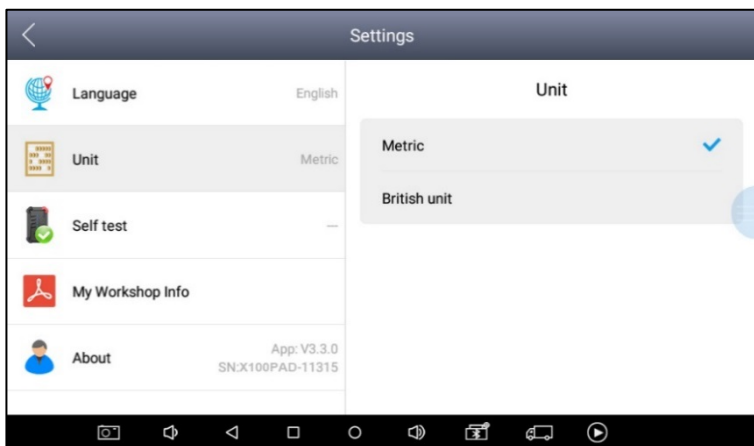 Settings
Language English
Unit Metric
Self test —
My Workshop Info
About App: V3.3.0
SN:X100PAD-11315
Unit
Metric
British unit